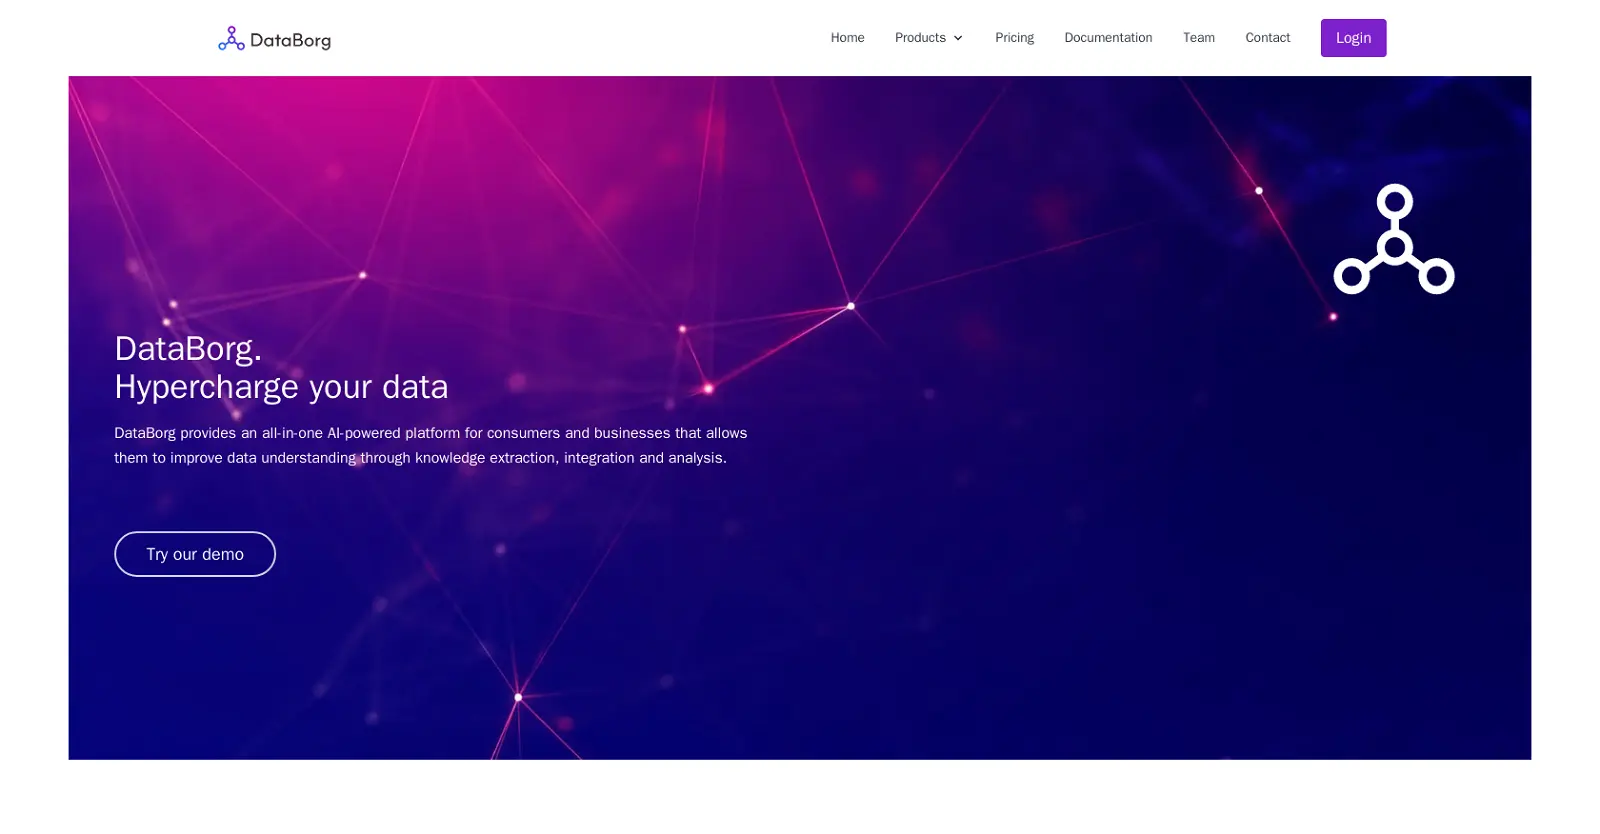 DataBorg
Home
Products
Pricing
Documentation
Team
Contact
Login
DataBorg.
Hypercharge your data
DataBorg provides an all-in-one AI-powered platform for consumers and businesses that allows
them to improve data understanding through knowledge extraction, integration and analysis.
Try our demo